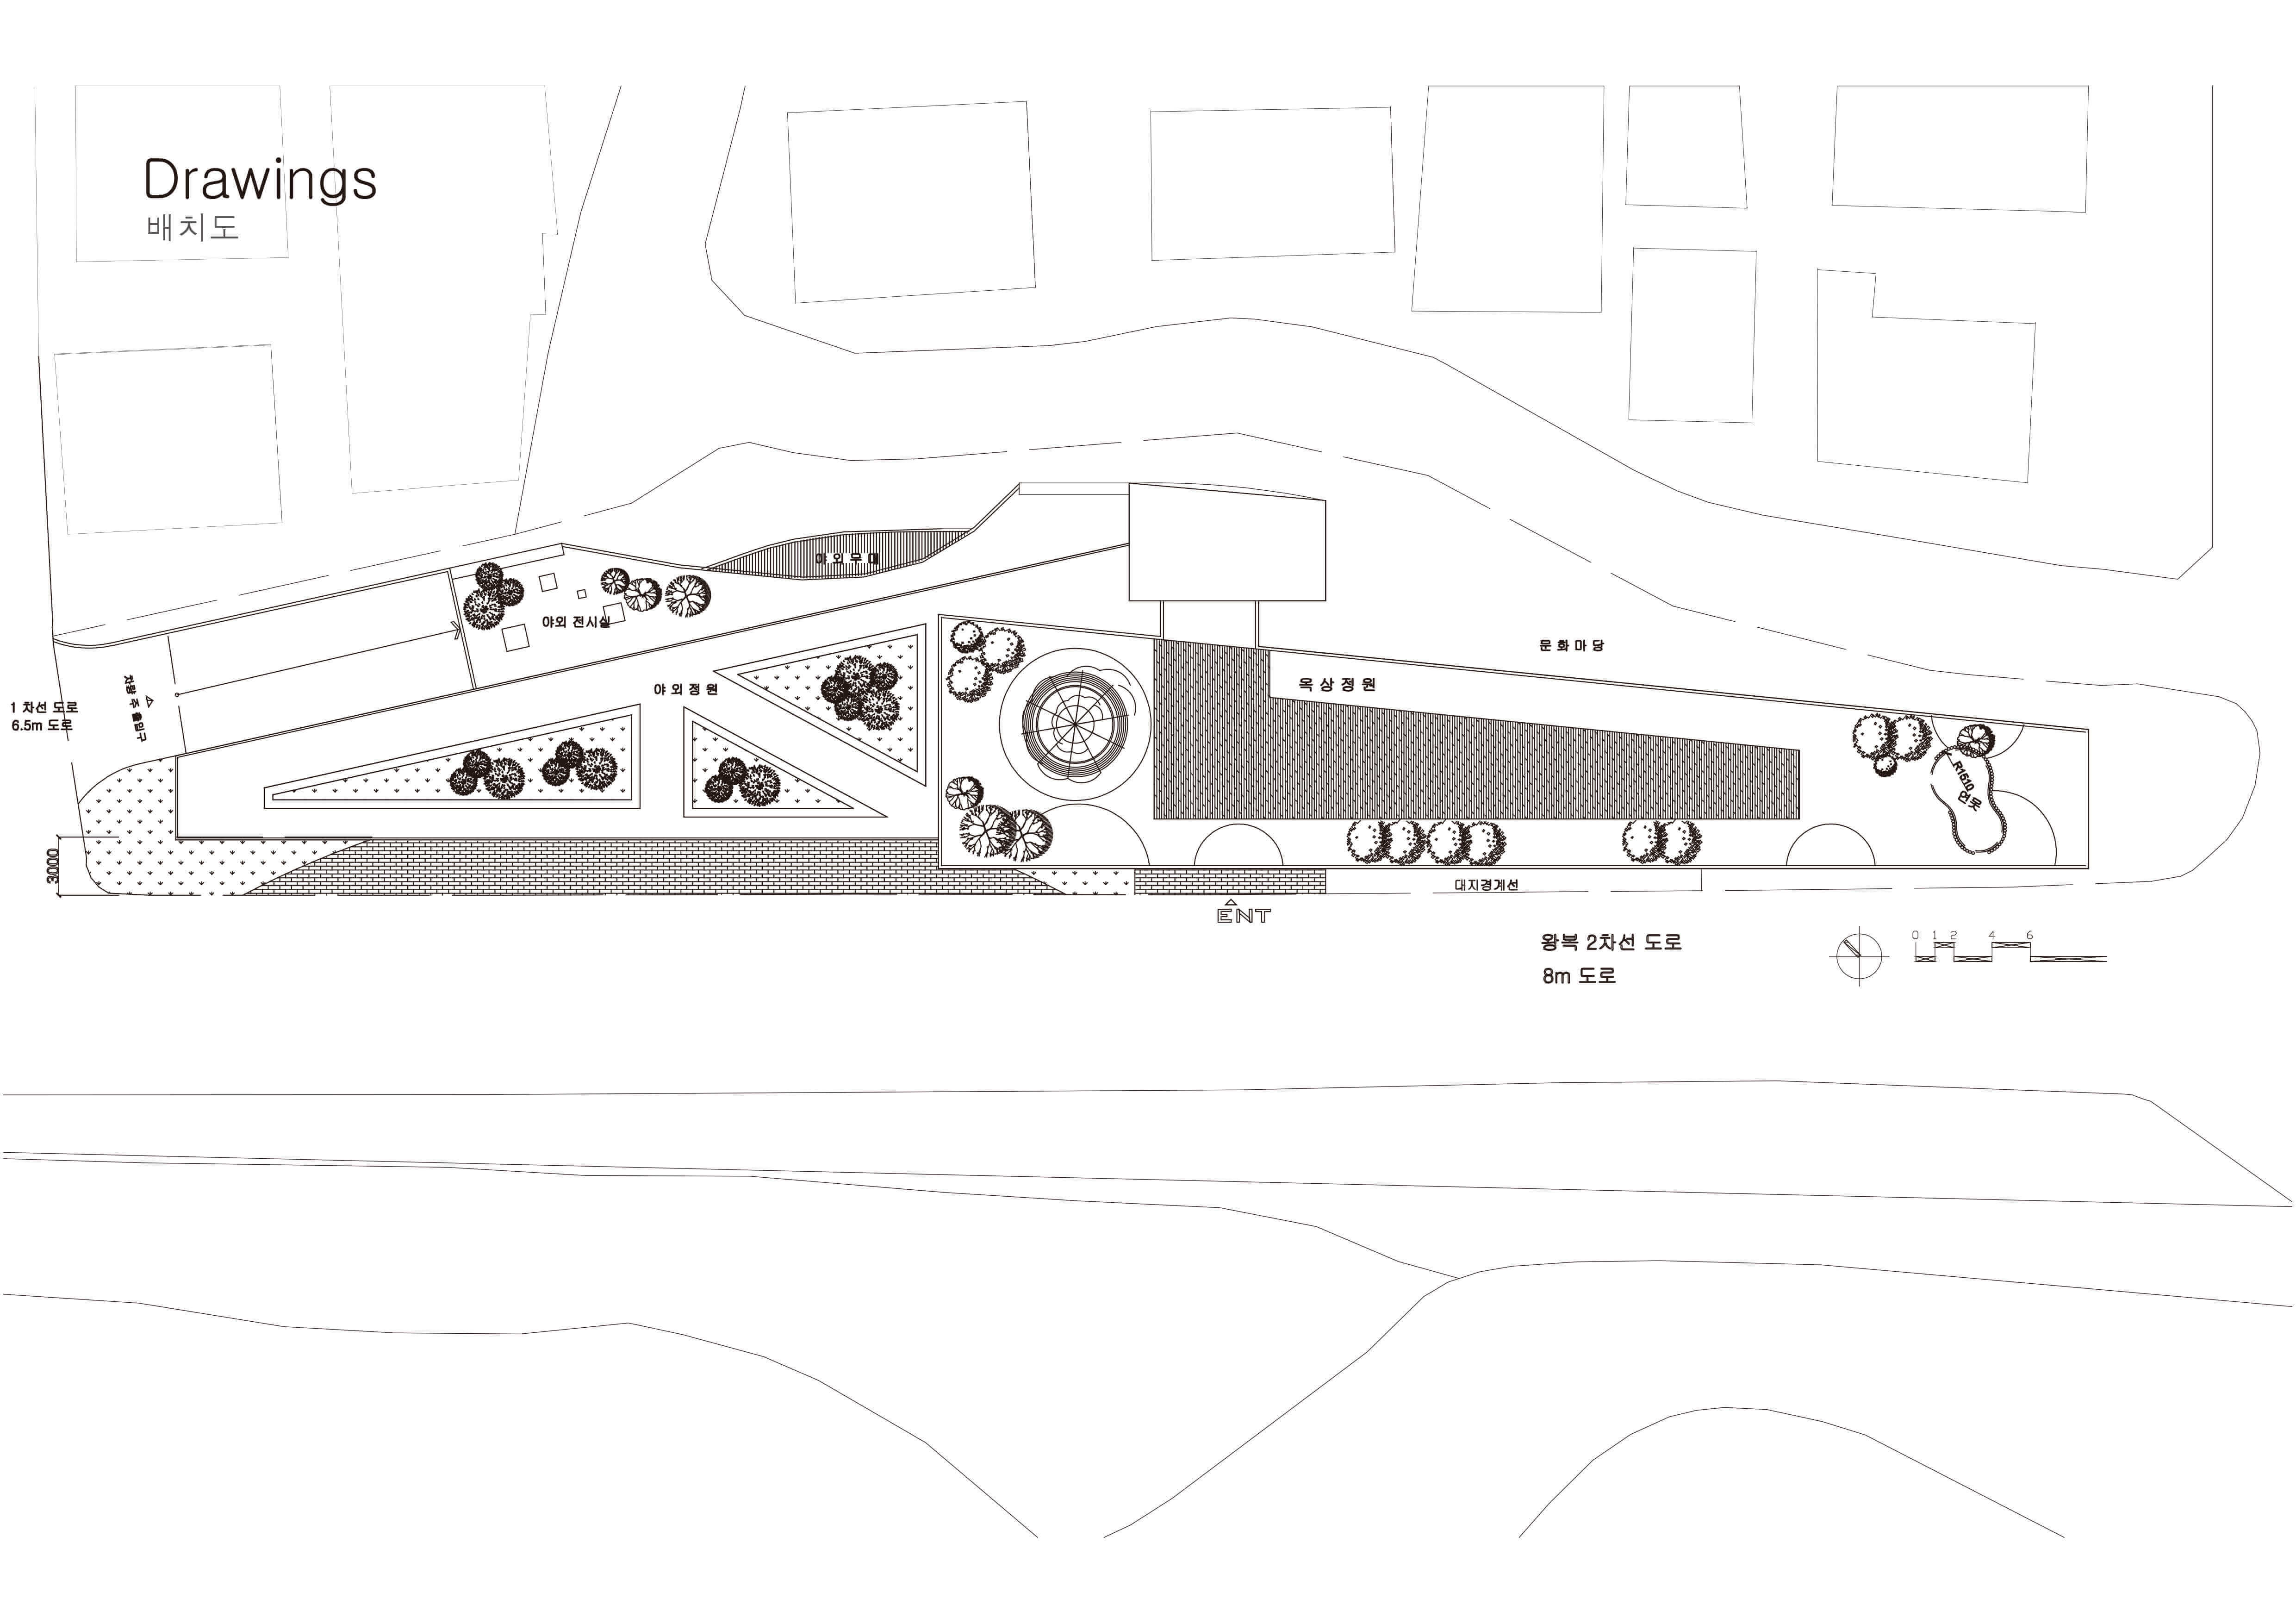 Drawings
배치도
야외무대
야외 전시실
문화마당
차량 주 출입구
야외정원
옥상정원
1 차선 도로
6.5m 도로
R1510
연못
3000
대지경계선
ENT
왕복 2차선 도로
8m 도로
0 1 2 4 6